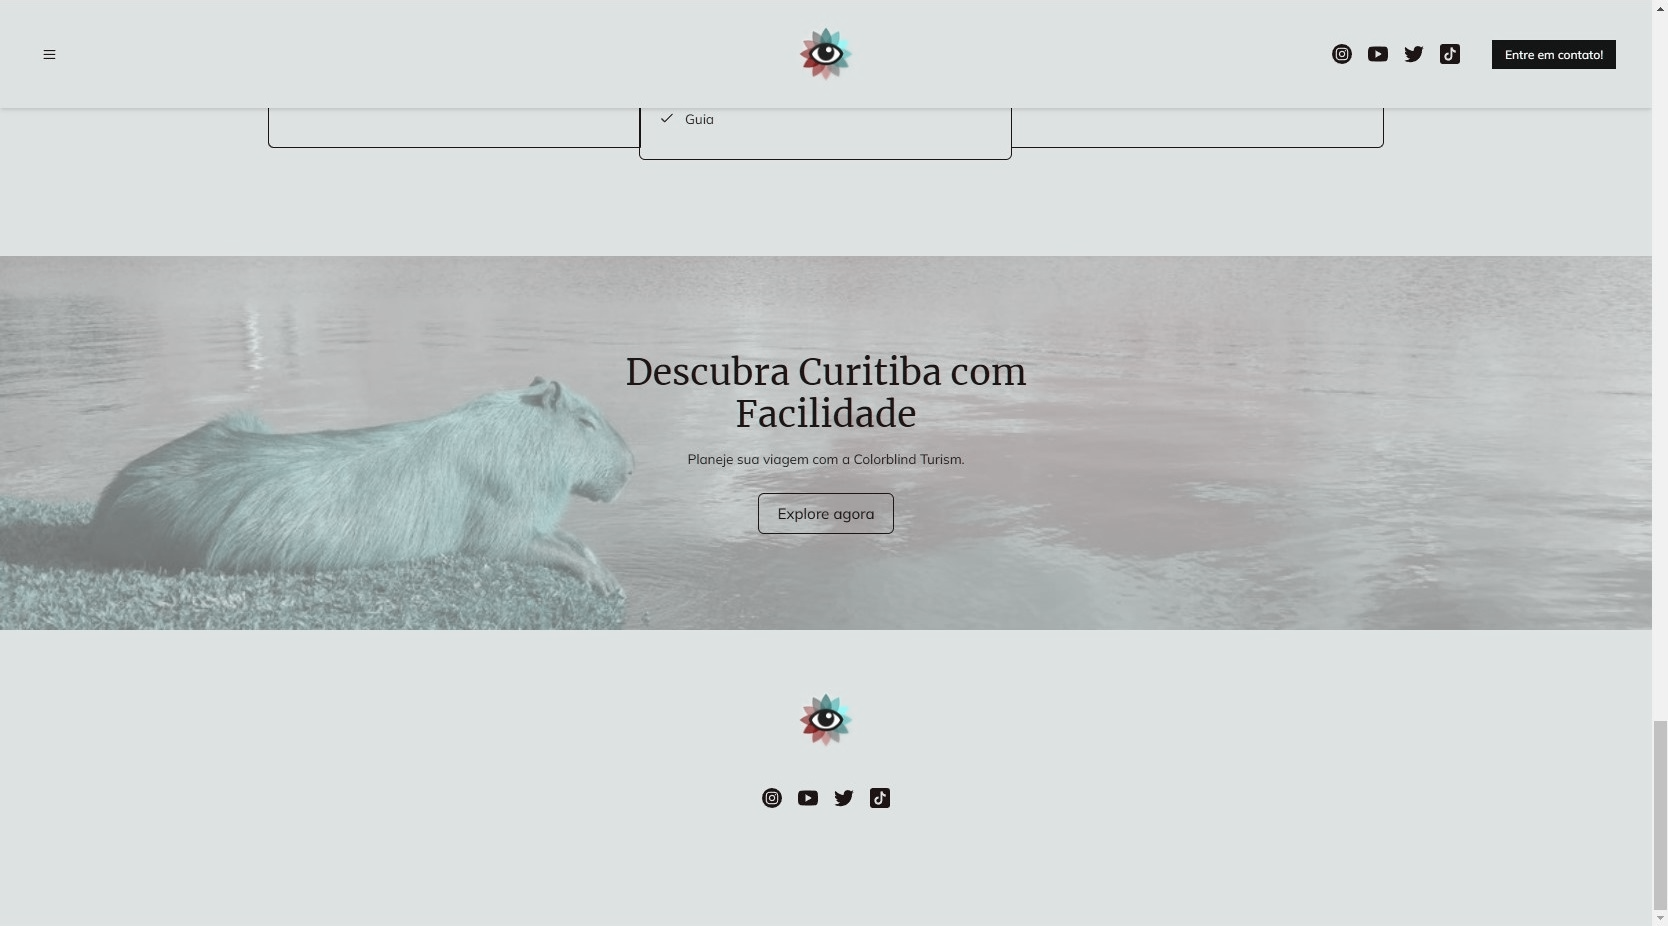 Entre em contato!
Guia
Descubra Curitiba com
Facilidade
Planeje sua viagem com a Colorblind Turism.
Explore agora